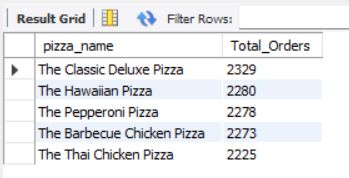 Result Grid Filter Rows:
pizza_name Total_Orders
The Classic Deluxe Pizza 2329
The Hawaiian Pizza 2280
The Pepperoni Pizza 2278
The Barbecue Chicken Pizza 2273
The Thai Chicken Pizza 2225